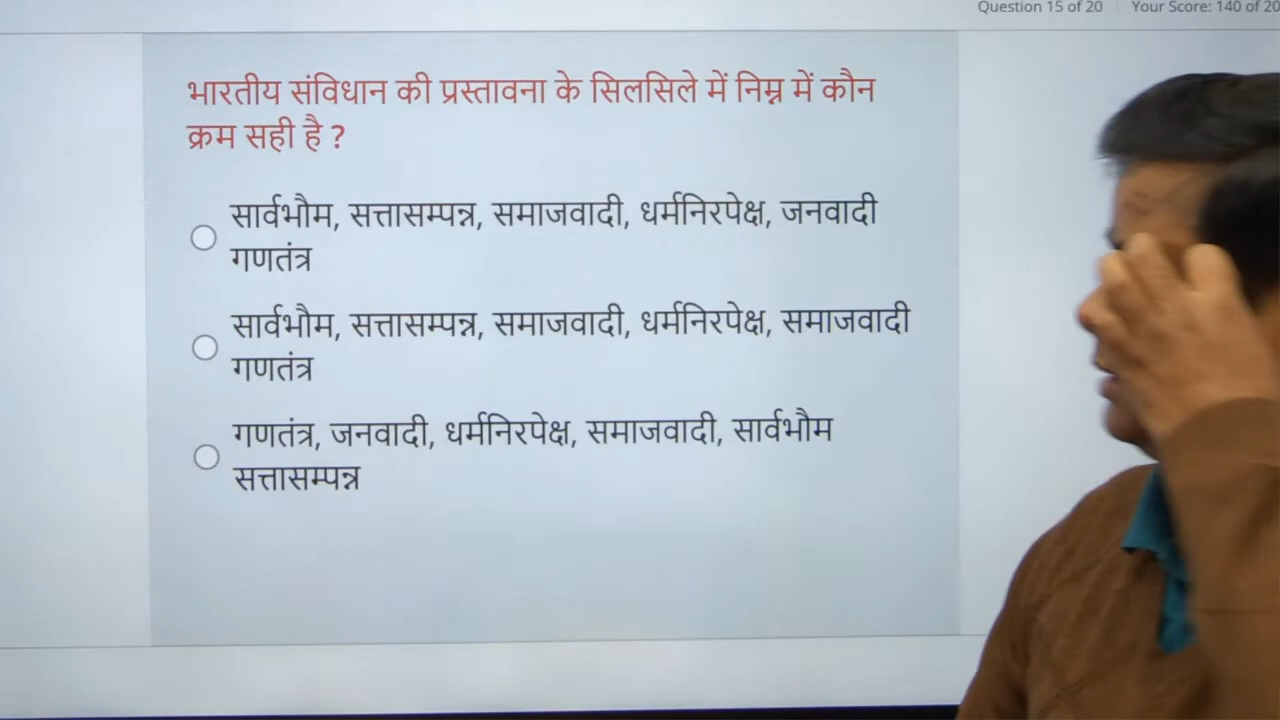 Question 15 of 20 Your Score: 140 of 20
भारतीय संविधान की प्रस्तावना के सिलसिले में निम्न में कौन
क्रम सही है ?
सार्वभौम, सत्तासम्पन्न, समाजवादी, धर्मनिरपेक्ष, जनवादी
गणतंत्र
सार्वभौम, सत्तासम्पन्न, समाजवादी, धर्मनिरपेक्ष, समाजवादी
गणतंत्र
गणतंत्र, जनवादी, धर्मनिरपेक्ष, समाजवादी, सार्वभौम
सत्तासम्पन्न